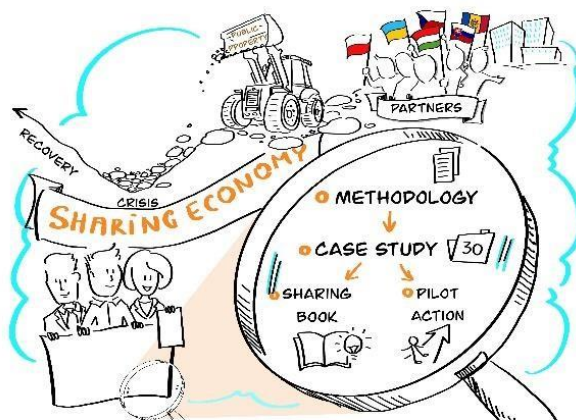 PUBLIC
PROPERTY
PARTNERS
RECOVERY
CRISIS
SHARING ECONOMY
METHODOLOGY
CASE STUDY
30
SHARING
BOOK
PILOT
ACTION